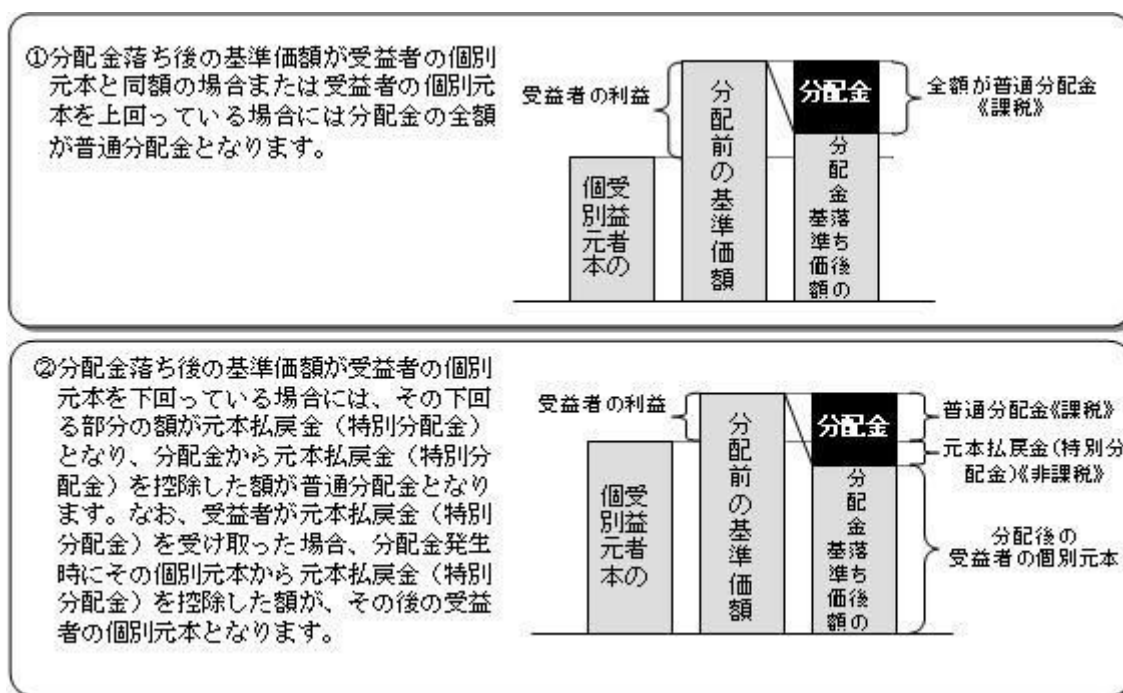 ①分配金落ち後の基準価額が受益者の個別
元本と同額の場合または受益者の個別元
本を上回っている場合には分配金の全額
が普通分配金となります。
受益者の利益
受益者の
個別元本
分配前の基準価額
分配金
分配金落ち後の
基準価額
全額が普通分配金
《課税》
②分配金落ち後の基準価額が受益者の個別
元本を下回っている場合には、その下回
る部分の額が元本払戻金（特別分配金）
となり、分配金から元本払戻金（特別分
配金）を控除した額が普通分配金となり
ます。なお、受益者が元本払戻金（特別
分配金）を受け取った場合、分配金発生
時にその個別元本から元本払戻金（特別
分配金）を控除した額が、その後の受益
者の個別元本となります。
受益者の利益
受益者の
個別元本
分配前の基準価額
分配金
分配金落ち後の
基準価額
普通分配金《課税》
元本払戻金(特別分
配金)《非課税》
分配後の
受益者の個別元本